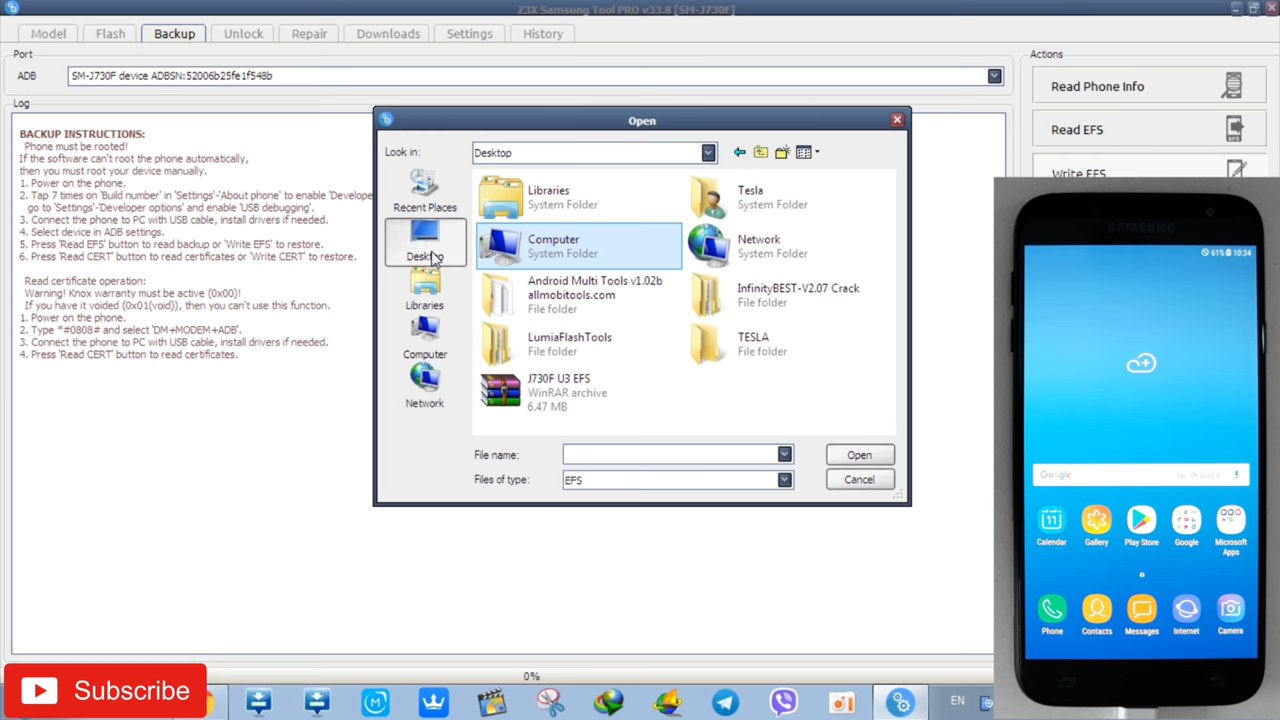 Z3X Samsung Tool PRO v33.8 [SM-J730F]
Model
Flash
Backup
Unlock
Repair
Downloads
Settings
History
Port
ADB
SM-J730F device ADBSN:52006b25fe1f548b
Log
BACKUP INSTRUCTIONS:
Phone must be rooted!
If the software can't root the phone automatically,
then you must root your device manually.
1. Power on the phone.
2. Tap 7 times on 'Build number' in 'Settings'-'About phone' to enable 'Develope
go to 'Settings'-Developer options' and enable 'USB debugging'.
3. Connect the phone to PC with USB cable, install drivers if needed.
4. Select device in ADB settings.
5. Press 'Read EFS' button to read backup or 'Write EFS' to restore.
6. Press 'Read CERT' button to read certificates or 'Write CERT' to restore.
Read certificate operation:
Warning! Knox warranty must be active (0x00)!
If you have it voided (0x01(void)), then you can't use this function.
1. Power on the phone.
2. Type *#0808# and select 'DM+MODEM+ADB'.
3. Connect the phone to PC with USB cable, install drivers if needed.
4. Press 'Read CERT' button to read certificates.
Open
Look in:
Desktop
Recent Places
Desktop
Libraries
Computer
Network
Libraries
System Folder
Tesla
System Folder
Computer
System Folder
Network
System Folder
Android Multi Tools v1.02b
allmobitools.com
File folder
InfinityBEST-V2.07 Crack
File folder
LumiaFlashTools
File folder
TESLA
File folder
J730F U3 EFS
WinRAR archive
6.47 MB
File name:
Open
Files of type:
EFS
Cancel
Actions
Read Phone Info
Read EFS
Write EFS
SAMSUNG
61% 10:34
Google
11
Calendar
Gallery
Play Store
Google
Microsoft
Apps
Phone
Contacts
Messages
Internet
Camera
0%
Subscribe
EN